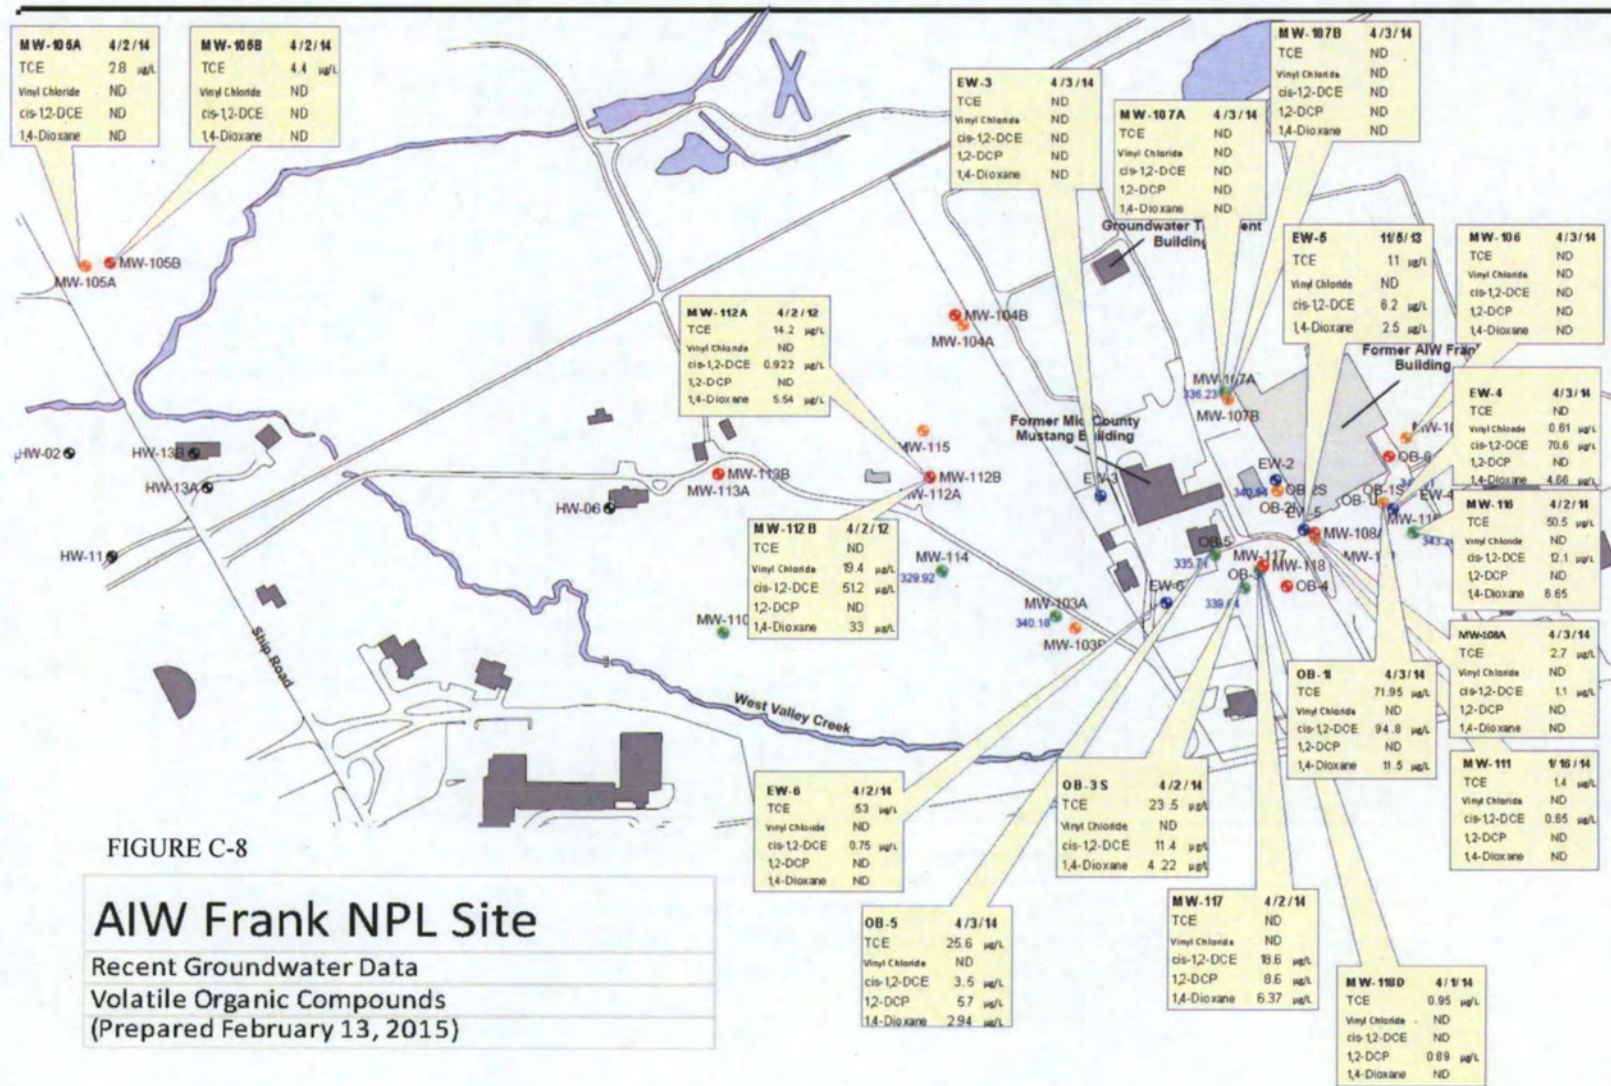 MW-105A 4/2/14
TCE 2.8 µg/L
Vinyl Chloride ND
cis-1,2-DCE ND
1,4-Dioxane ND
MW-105B 4/2/14
TCE 4.4 µg/L
Vinyl Chloride ND
cis-1,2-DCE ND
1,4-Dioxane ND
EW-3 4/3/14
TCE ND
Vinyl Chloride ND
cis-1,2-DCE ND
1,2-DCP ND
1,4-Dioxane ND
MW-107A 4/3/14
TCE ND
Vinyl Chloride ND
cis-1,2-DCE ND
1,2-DCP ND
1,4-Dioxane ND
MW-107B 4/3/14
TCE ND
Vinyl Chloride ND
cis-1,2-DCE ND
1,2-DCP ND
1,4-Dioxane ND
Groundwater T ent
Building
EW-5 11/5/13
TCE 11 µg/L
Vinyl Chloride ND
cis-1,2-DCE 6.2 µg/L
1,4-Dioxane 2.5 µg/L
MW-106 4/3/14
TCE ND
Vinyl Chloride ND
cis-1,2-DCE ND
1,2-DCP ND
1,4-Dioxane ND
MW-105B
MW-105A
MW-112A 4/2/12
TCE 14.2 µg/L
Vinyl Chloride ND
cis-1,2-DCE 0.922 µg/L
1,2-DCP ND
1,4-Dioxane 5.54 µg/L
MW-104B
MW-104A
Former AIW Frank
Building
MW-107A
336.23
MW-107B
EW-4 4/3/14
TCE ND
Vinyl Chloride 0.61 µg/L
cis-1,2-DCE 70.6 µg/L
1,2-DCP ND
1,4-Dioxane 4.66 µg/L
Former Mid County
Mustang Building
MW-115
HW-02
HW-13B
HW-13A
HW-06
HW-11
MW-113B
MW-113A
MW-112B
MW-112A
EW-3
EW-2
340.64
OB-2S
OB-2I
OB-6
OB-1S
OB-1I
EW-4
EW-5
MW-116
MW-108A
MW-116 4/2/14
TCE 50.5 µg/L
Vinyl Chloride ND
cis-1,2-DCE 12.1 µg/L
1,2-DCP ND
1,4-Dioxane 6.65
MW-112B 4/2/12
TCE ND
Vinyl Chloride 19.4 µg/L
cis-1,2-DCE 512 µg/L
1,2-DCP ND
1,4-Dioxane 33 µg/L
MW-114
329.92
OB-5
335.71
MW-117
MW-118
OB-3
339.64
OB-4
EW-6
MW-103A
340.18
MW-103B
MW-110
Ship Road
West Valley Creek
MW-108A 4/3/14
TCE 2.7 µg/L
Vinyl Chloride ND
cis-1,2-DCE 1.1 µg/L
1,2-DCP ND
1,4-Dioxane ND
OB-1I 4/3/14
TCE 71.95 µg/L
Vinyl Chloride ND
cis-1,2-DCE 94.8 µg/L
1,2-DCP ND
1,4-Dioxane 11.5 µg/L
MW-111 1/16/14
TCE 1.4 µg/L
Vinyl Chloride ND
cis-1,2-DCE 0.65 µg/L
1,2-DCP ND
1,4-Dioxane ND
EW-6 4/2/14
TCE 53 µg/L
Vinyl Chloride ND
cis-1,2-DCE 0.75 µg/L
1,2-DCP ND
1,4-Dioxane ND
OB-3S 4/2/14
TCE 23.5 µg/L
Vinyl Chloride ND
cis-1,2-DCE 11.4 µg/L
1,4-Dioxane 4.22 µg/L
OB-5 4/3/14
TCE 25.6 µg/L
Vinyl Chloride ND
cis-1,2-DCE 3.5 µg/L
1,2-DCP 5.7 µg/L
1,4-Dioxane 2.94 µg/L
MW-117 4/2/14
TCE ND
Vinyl Chloride ND
cis-1,2-DCE 18.6 µg/L
1,2-DCP 8.6 µg/L
1,4-Dioxane 6.37 µg/L
MW-118D 4/1/14
TCE 0.95 µg/L
Vinyl Chloride ND
cis-1,2-DCE ND
1,2-DCP 0.89 µg/L
1,4-Dioxane ND
FIGURE C-8
AIW Frank NPL Site
Recent Groundwater Data
Volatile Organic Compounds
(Prepared February 13, 2015)